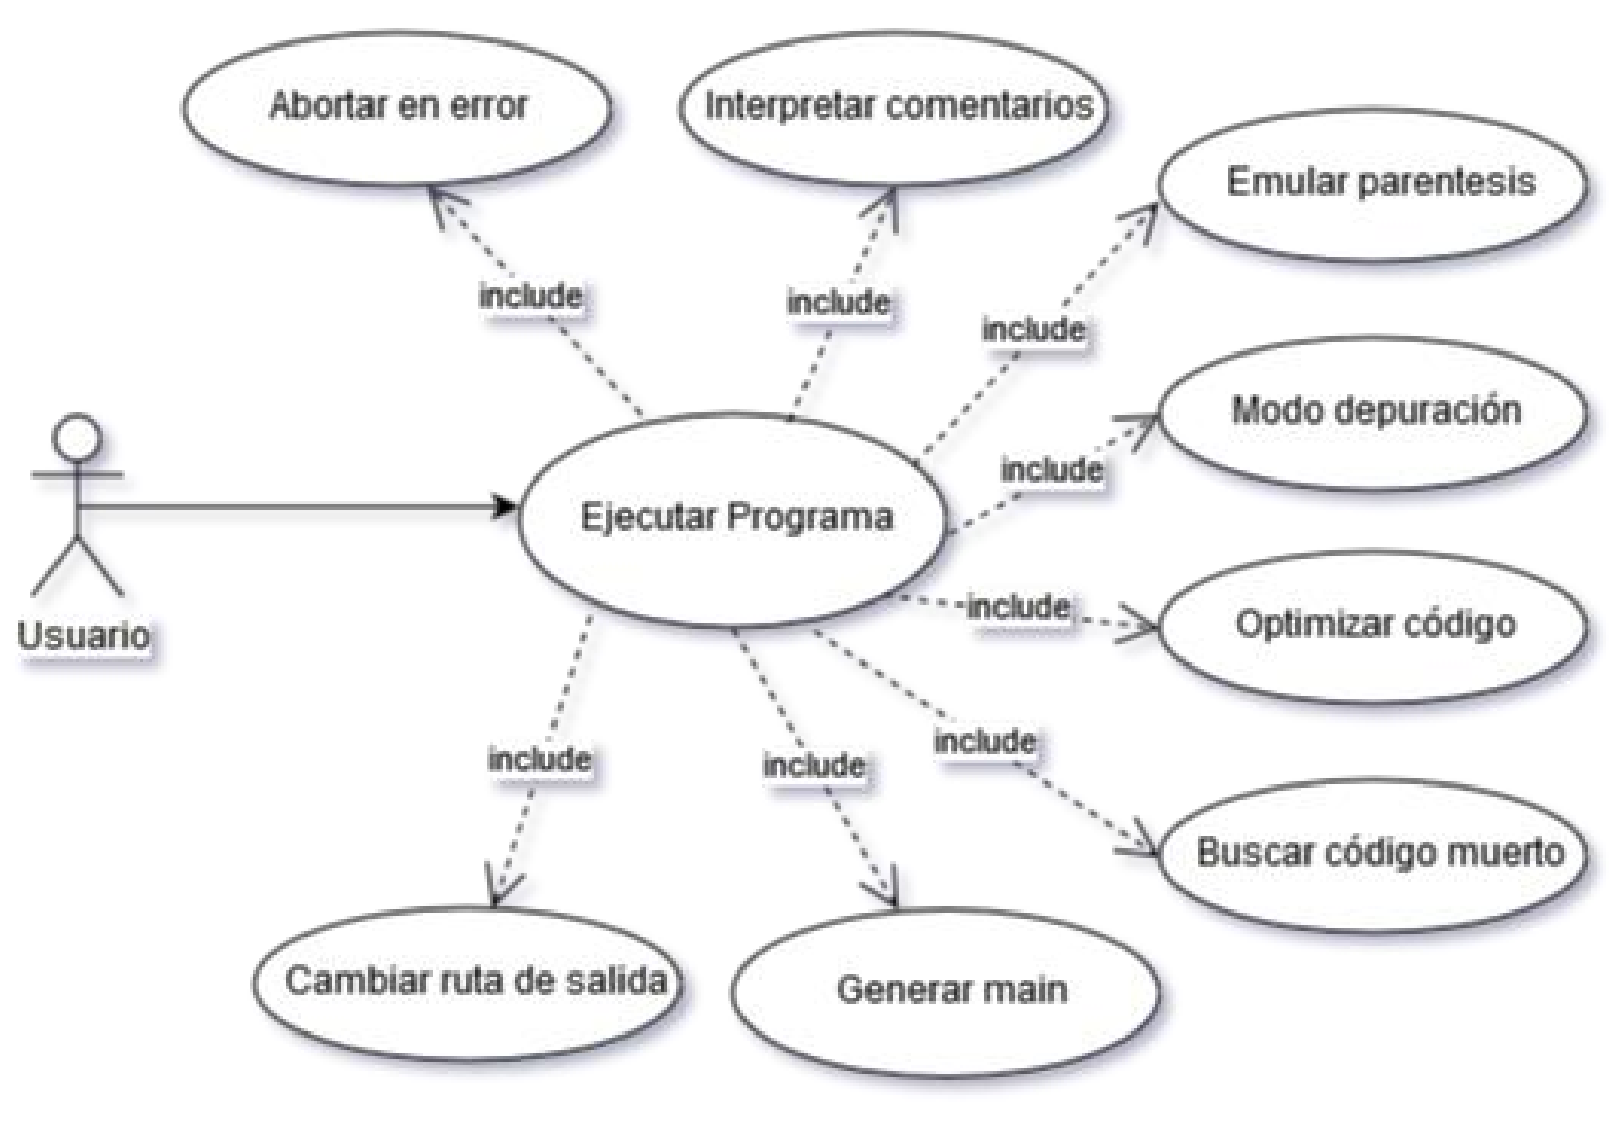 Abortar en error
Interpretar comentarios
Emular parentesis
include
include
include
Modo depuración
include
Ejecutar Programa
Usuario
include
Optimizar código
include
include
include
Buscar código muerto
Cambiar ruta de salida
Generar main